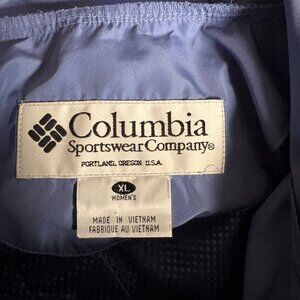 Columbia
Sportswear Company®
PORTLAND, OREGON U.S.A.
XL
WOMEN'S
MADE IN VIETNAM
FABRIQUE AU VIETNAM